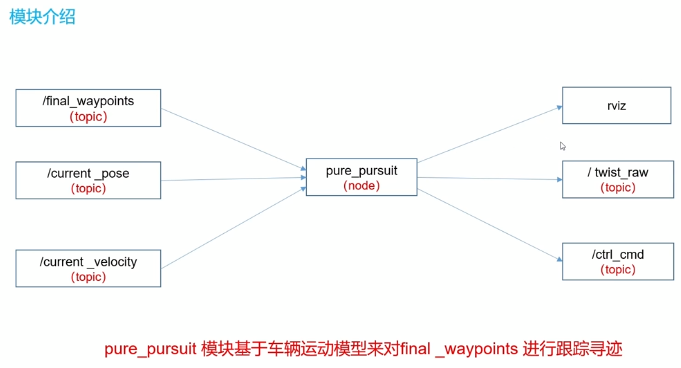 模块介绍
/final_waypoints
(topic)
/current _pose
(topic)
/current _velocity
(topic)
pure_pursuit
(node)
rviz
/ twist_raw
(topic)
/ctrl_cmd
(topic)
pure_pursuit 模块基于车辆运动模型来对final _waypoints 进行跟踪寻迹